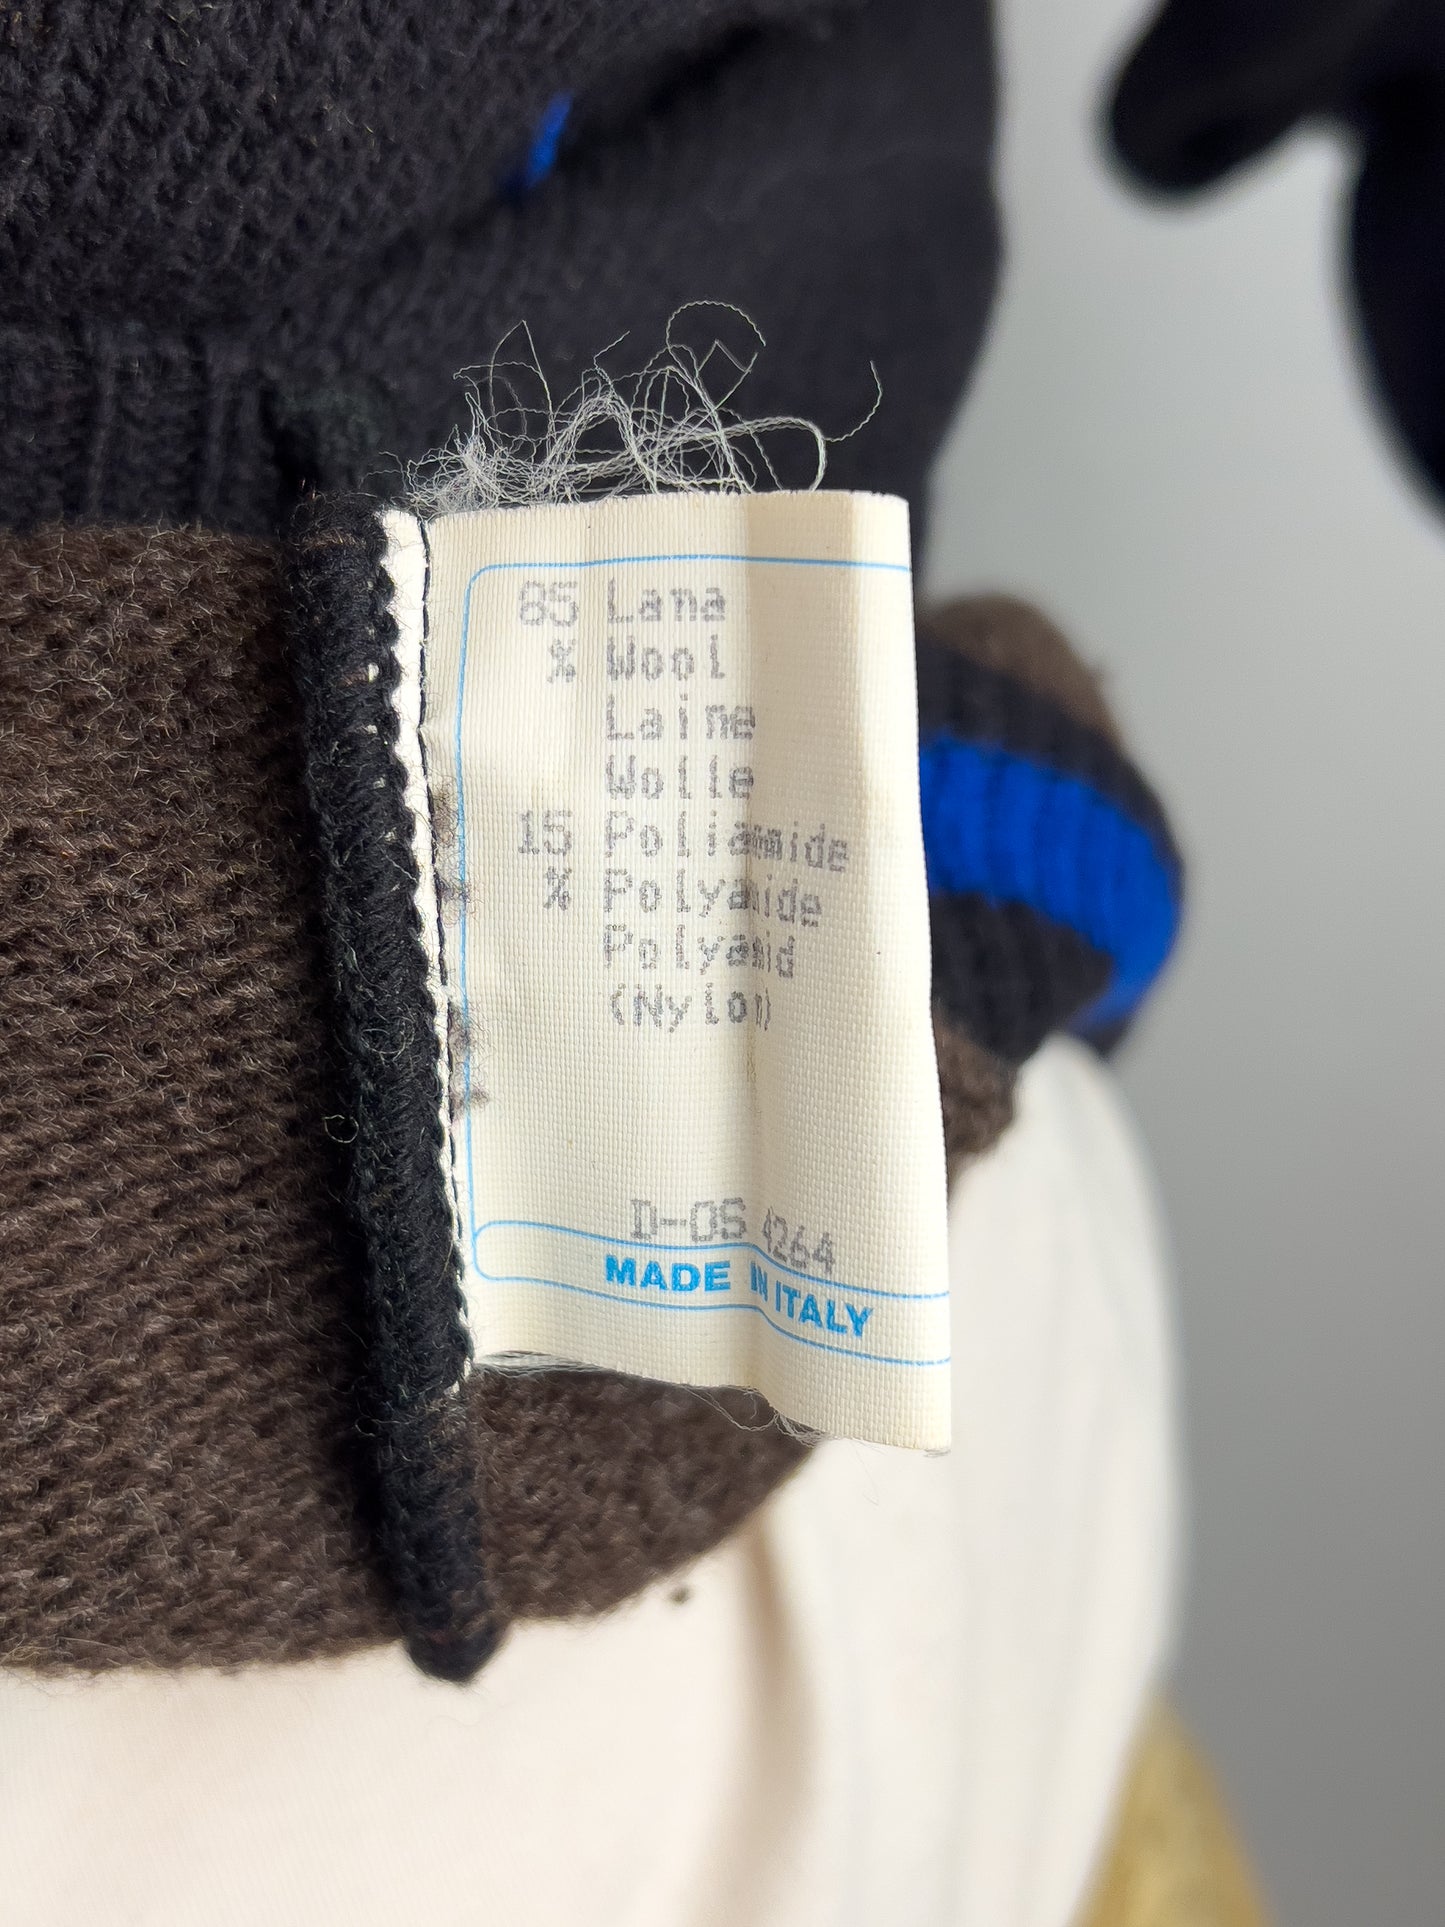 85 Lana
% Wool
Laine
Wolle
15 Poliammide
% Polyamide
Polyamid
(Nylon)
D-OS 4264
MADE IN ITALY